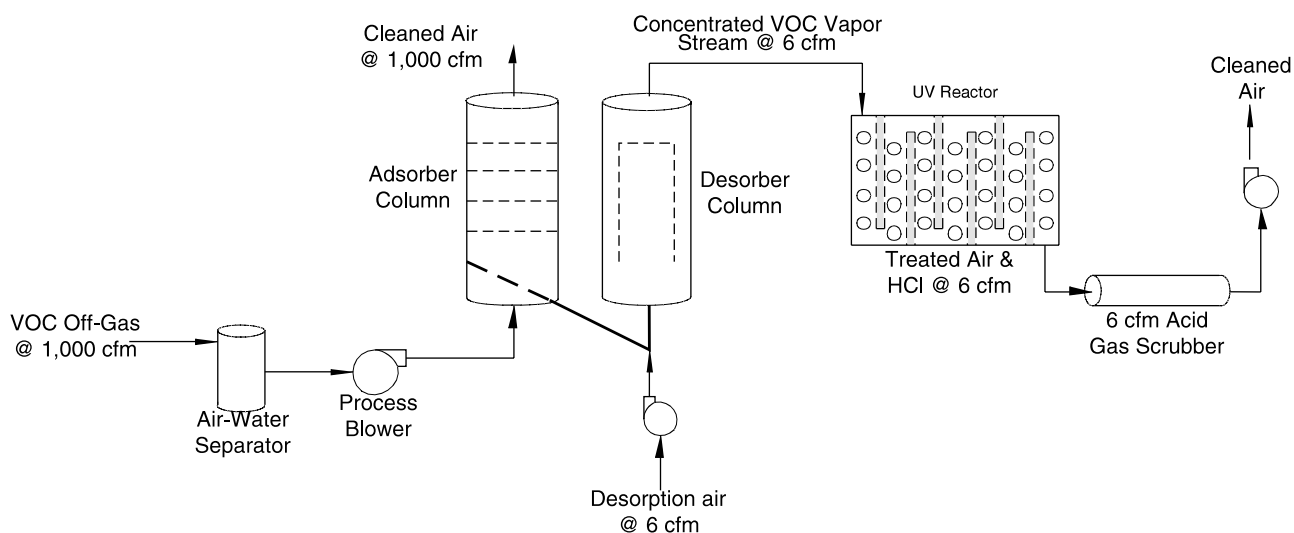 Concentrated VOC Vapor
Stream @ 6 cfm
Cleaned Air
@ 1,000 cfm
Cleaned
Air
UV Reactor
Adsorber
Column
Desorber
Column
Treated Air &
HCl @ 6 cfm
VOC Off-Gas
@ 1,000 cfm
6 cfm Acid
Gas Scrubber
Process
Blower
Air-Water
Separator
Desorption air
@ 6 cfm